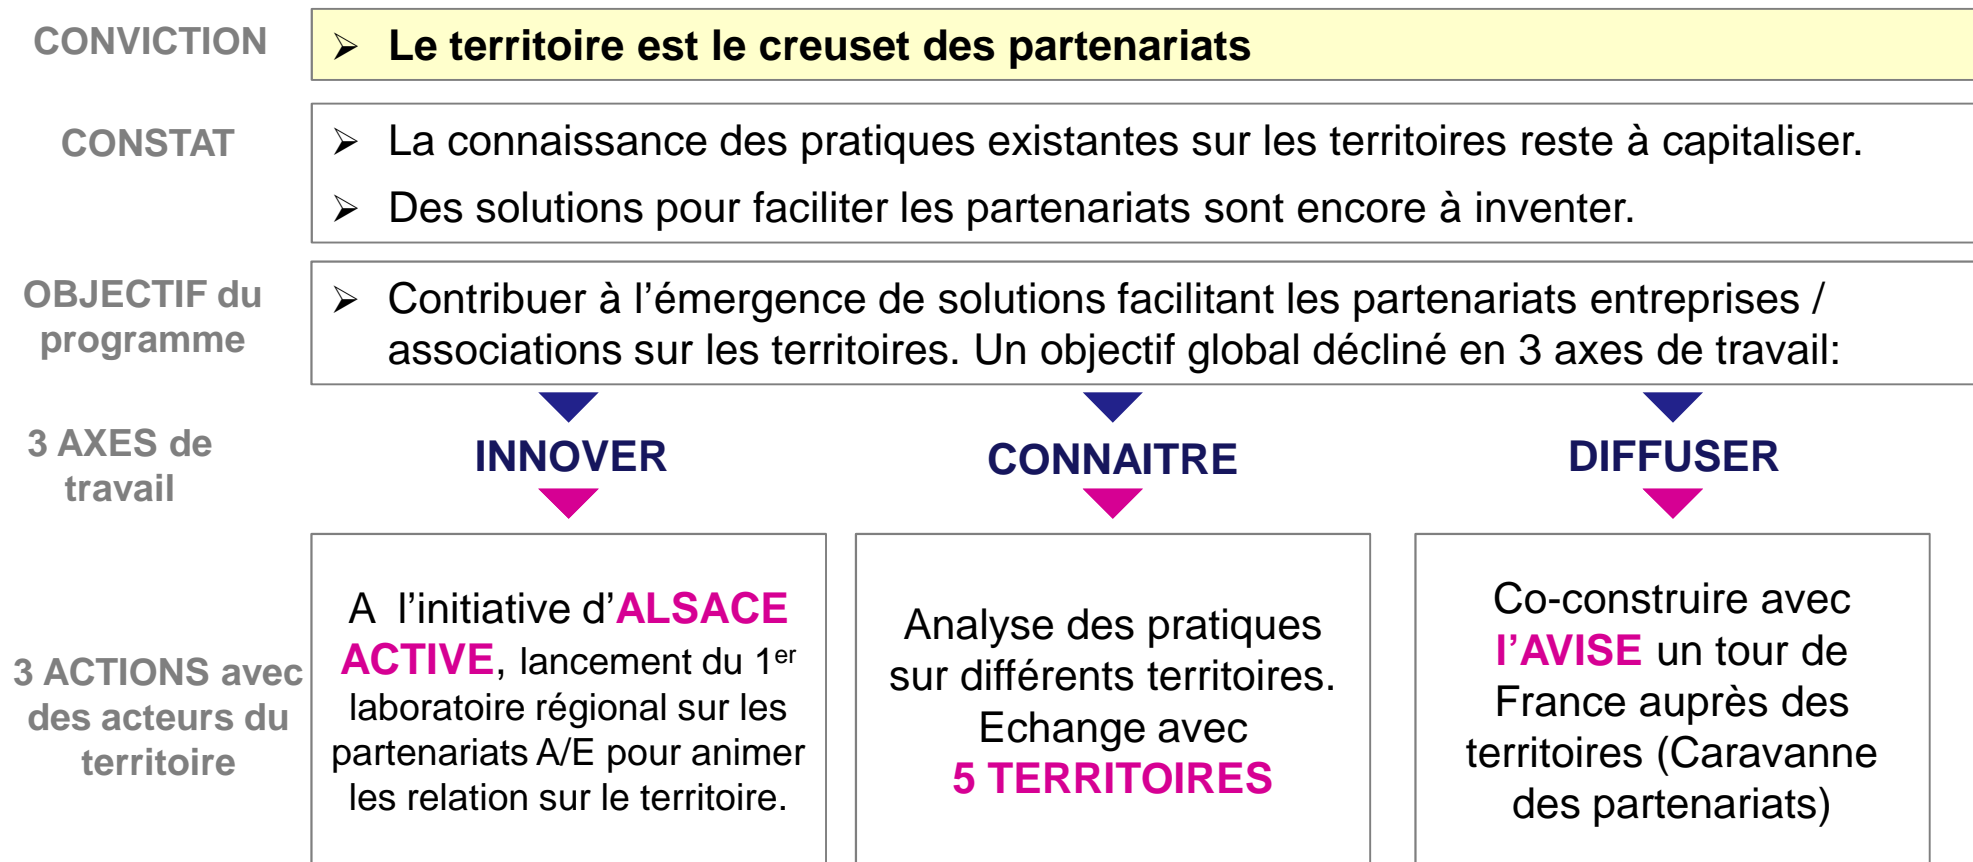 CONVICTION
➢ Le territoire est le creuset des partenariats
CONSTAT
➢ La connaissance des pratiques existantes sur les territoires reste à capitaliser.
➢ Des solutions pour faciliter les partenariats sont encore à inventer.
OBJECTIF du
programme
➢ Contribuer à l’émergence de solutions facilitant les partenariats entreprises /
associations sur les territoires. Un objectif global décliné en 3 axes de travail:
3 AXES de
travail
INNOVER
CONNAITRE
DIFFUSER
3 ACTIONS avec
des acteurs du
territoire
A l’initiative d’ALSACE
ACTIVE, lancement du 1er
laboratoire régional sur les
partenariats A/E pour animer
les relation sur le territoire.
Analyse des pratiques
sur différents territoires.
Echange avec
5 TERRITOIRES
Co-construire avec
l’AVISE un tour de
France auprès des
territoires (Caravanne
des partenariats)